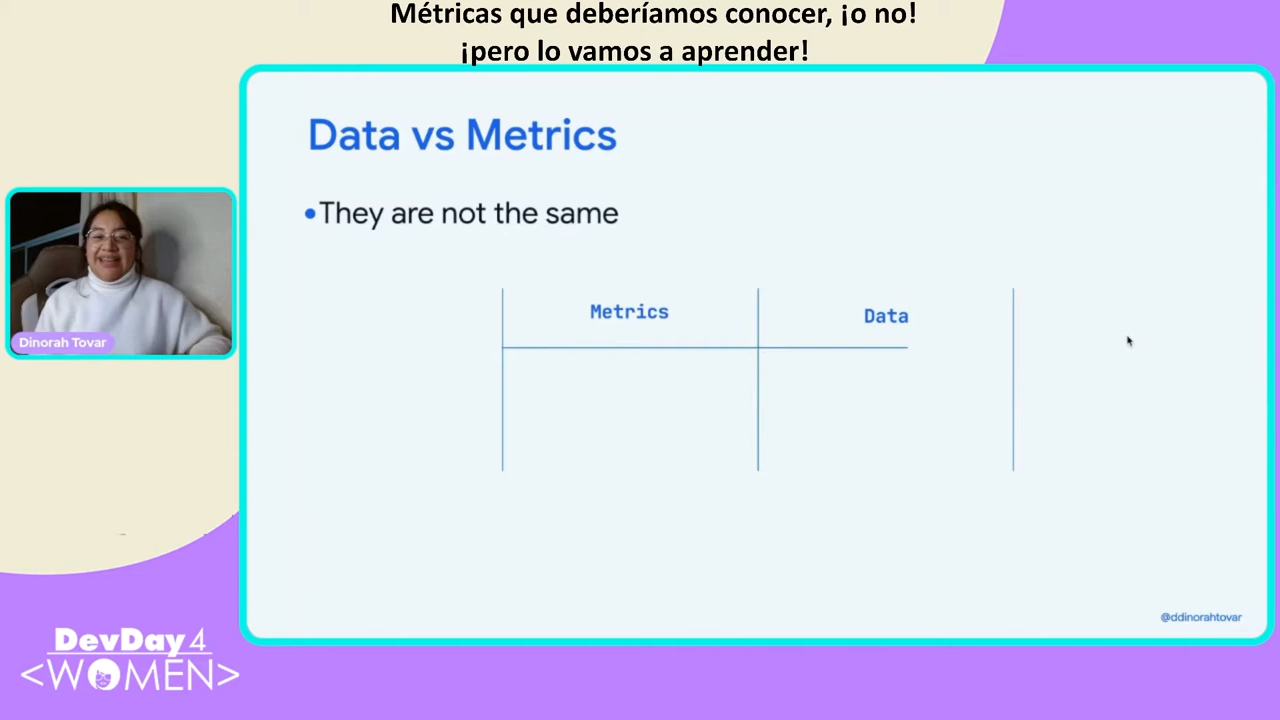 Métricas que deberíamos conocer, ¡o no!
¡pero lo vamos a aprender!
Data vs Metrics
•They are not the same
Metrics
Data
Dinorah Tovar
@ddinorahtovar
DevDay 4
<WOMEN>